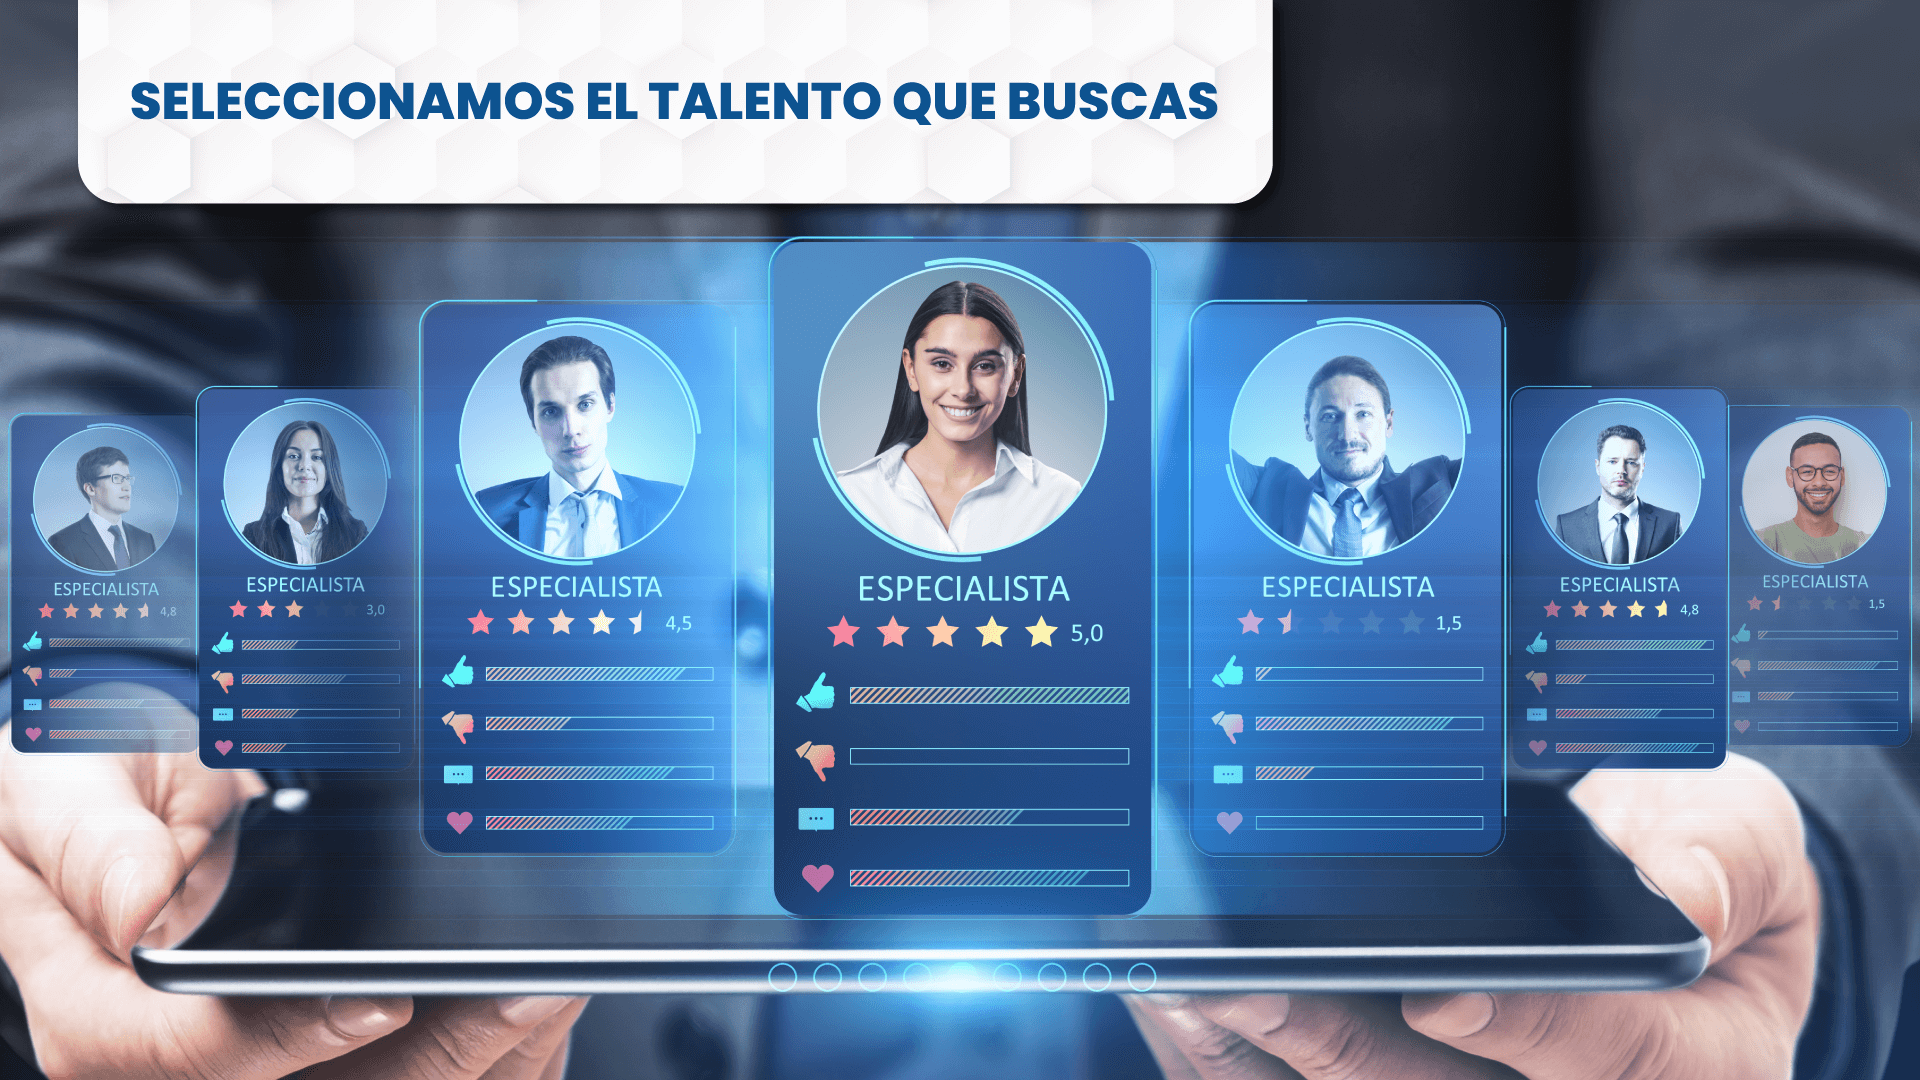 SELECCIONAMOS EL TALENTO QUE BUSCAS
ESPECIALISTA
4,8
ESPECIALISTA
3,0
ESPECIALISTA
4,5
ESPECIALISTA
5,0
ESPECIALISTA
1,5
ESPECIALISTA
4,8
ESPECIALISTA
1,5